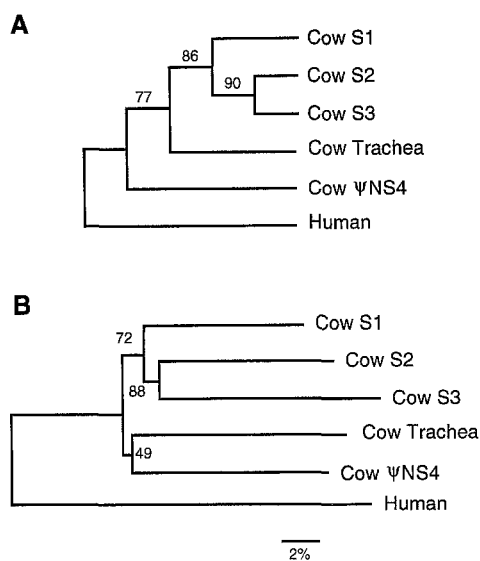 A
86
Cow S1
90
Cow S2
77
Cow S3
Cow Trachea
Cow ΨNS4
Human
B
72
Cow S1
88
Cow S2
Cow S3
Cow Trachea
49
Cow ΨNS4
Human
2%